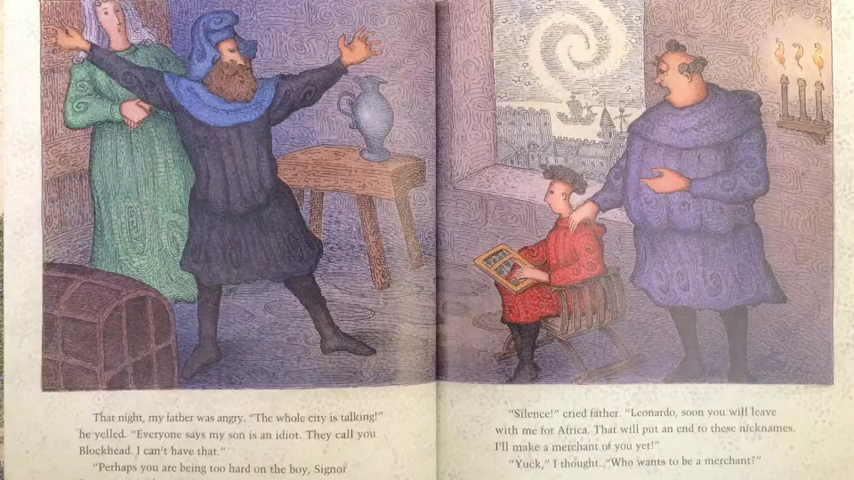 That night, my father was angry. “The whole city is talking!”
he yelled. “Everyone says my son is an idiot. They call you
Blockhead. I can’t have that.”
“Perhaps you are being too hard on the boy, Signor
“Silence!” cried father. “Leonardo, soon you will leave
with me for Africa. That will put an end to these nicknames.
I’ll make a merchant of you yet!”
“Yuck,” I thought. “Who wants to be a merchant?”